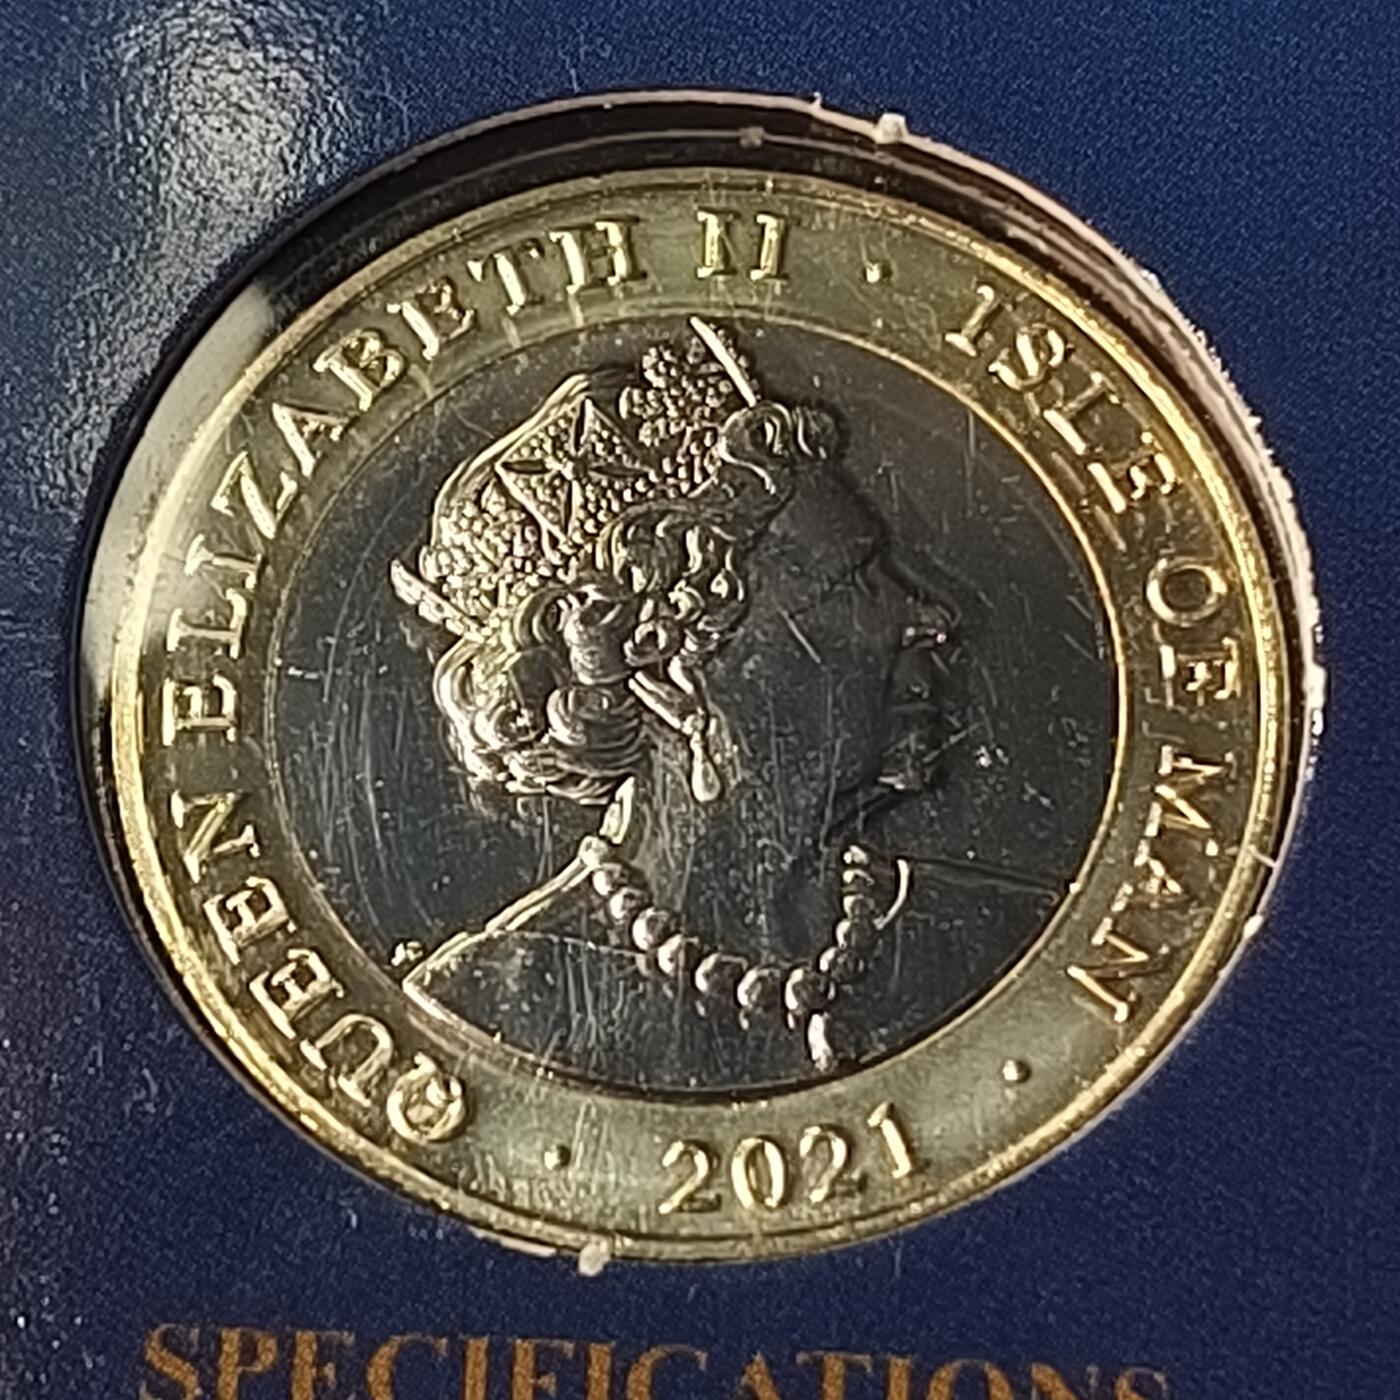 QUEEN ELIZABETH II · ISLE OF MAN · 2021 ·
SPECIFICATIONS